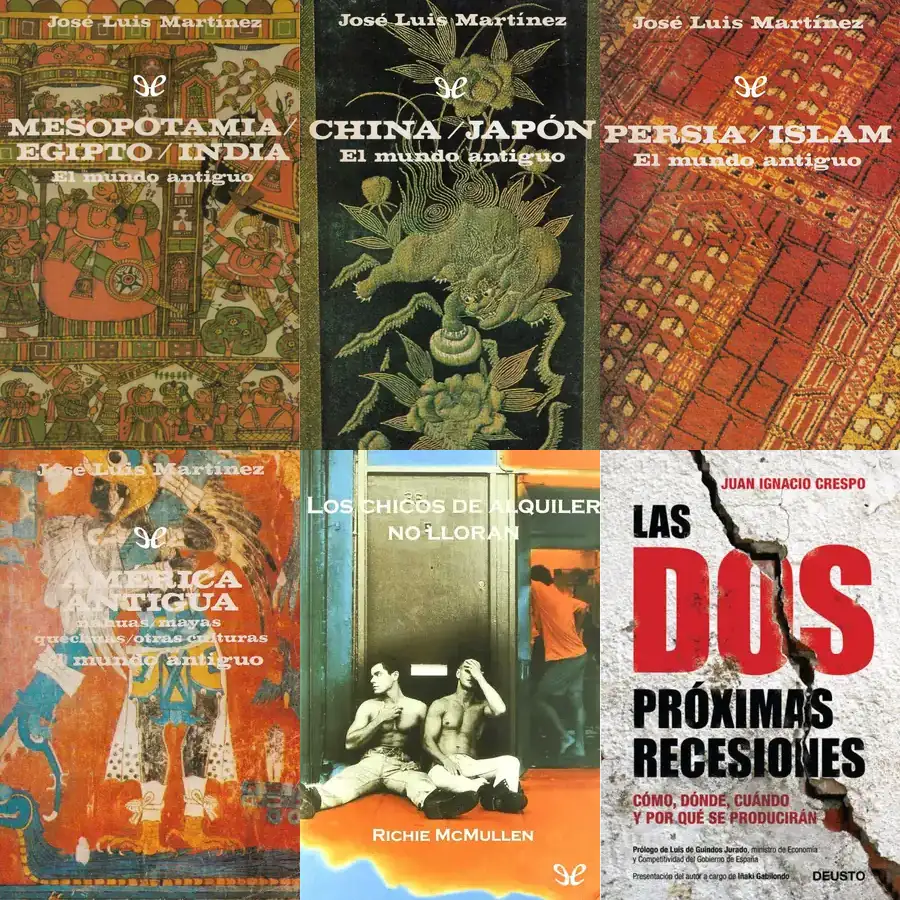 José Luis Martínez
MESOPOTAMIA/
EGIPTO/INDIA
El mundo antiguo
José Luis Martínez
CHINA/JAPÓN
El mundo antiguo
José Luis Martínez
PERSIA/ISLAM
El mundo antiguo
José Luis Martínez
AMÉRICA
ANTIGUA
nahuas/mayas
quechuas/otras culturas
El mundo antiguo
LOS CHICOS DE ALQUILER
NO LLORAN
RICHIE MCMULLEN
JUAN IGNACIO CRESPO
LAS
DOS
PRÓXIMAS
RECESIONES
CÓMO, DÓNDE, CUÁNDO
Y POR QUÉ SE PRODUCIRÁN
Prólogo de Luis de Guindos Jurado, ministro de Economía
y Competitividad del Gobierno de España
Presentación del autor a cargo de Iñaki Gabilondo
DEUSTO